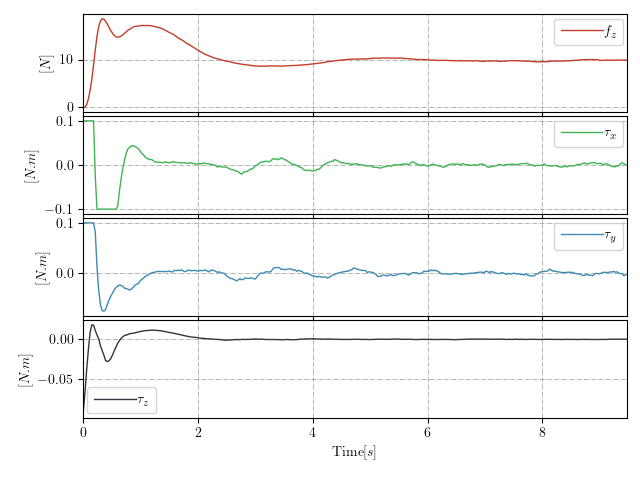 [N]
10
0
f_z
[N.m]
0.1
0.0
−0.1
τ_x
[N.m]
0.1
0.0
τ_y
[N.m]
0.00
−0.05
τ_z
0 2 4 6 8
Time[s]